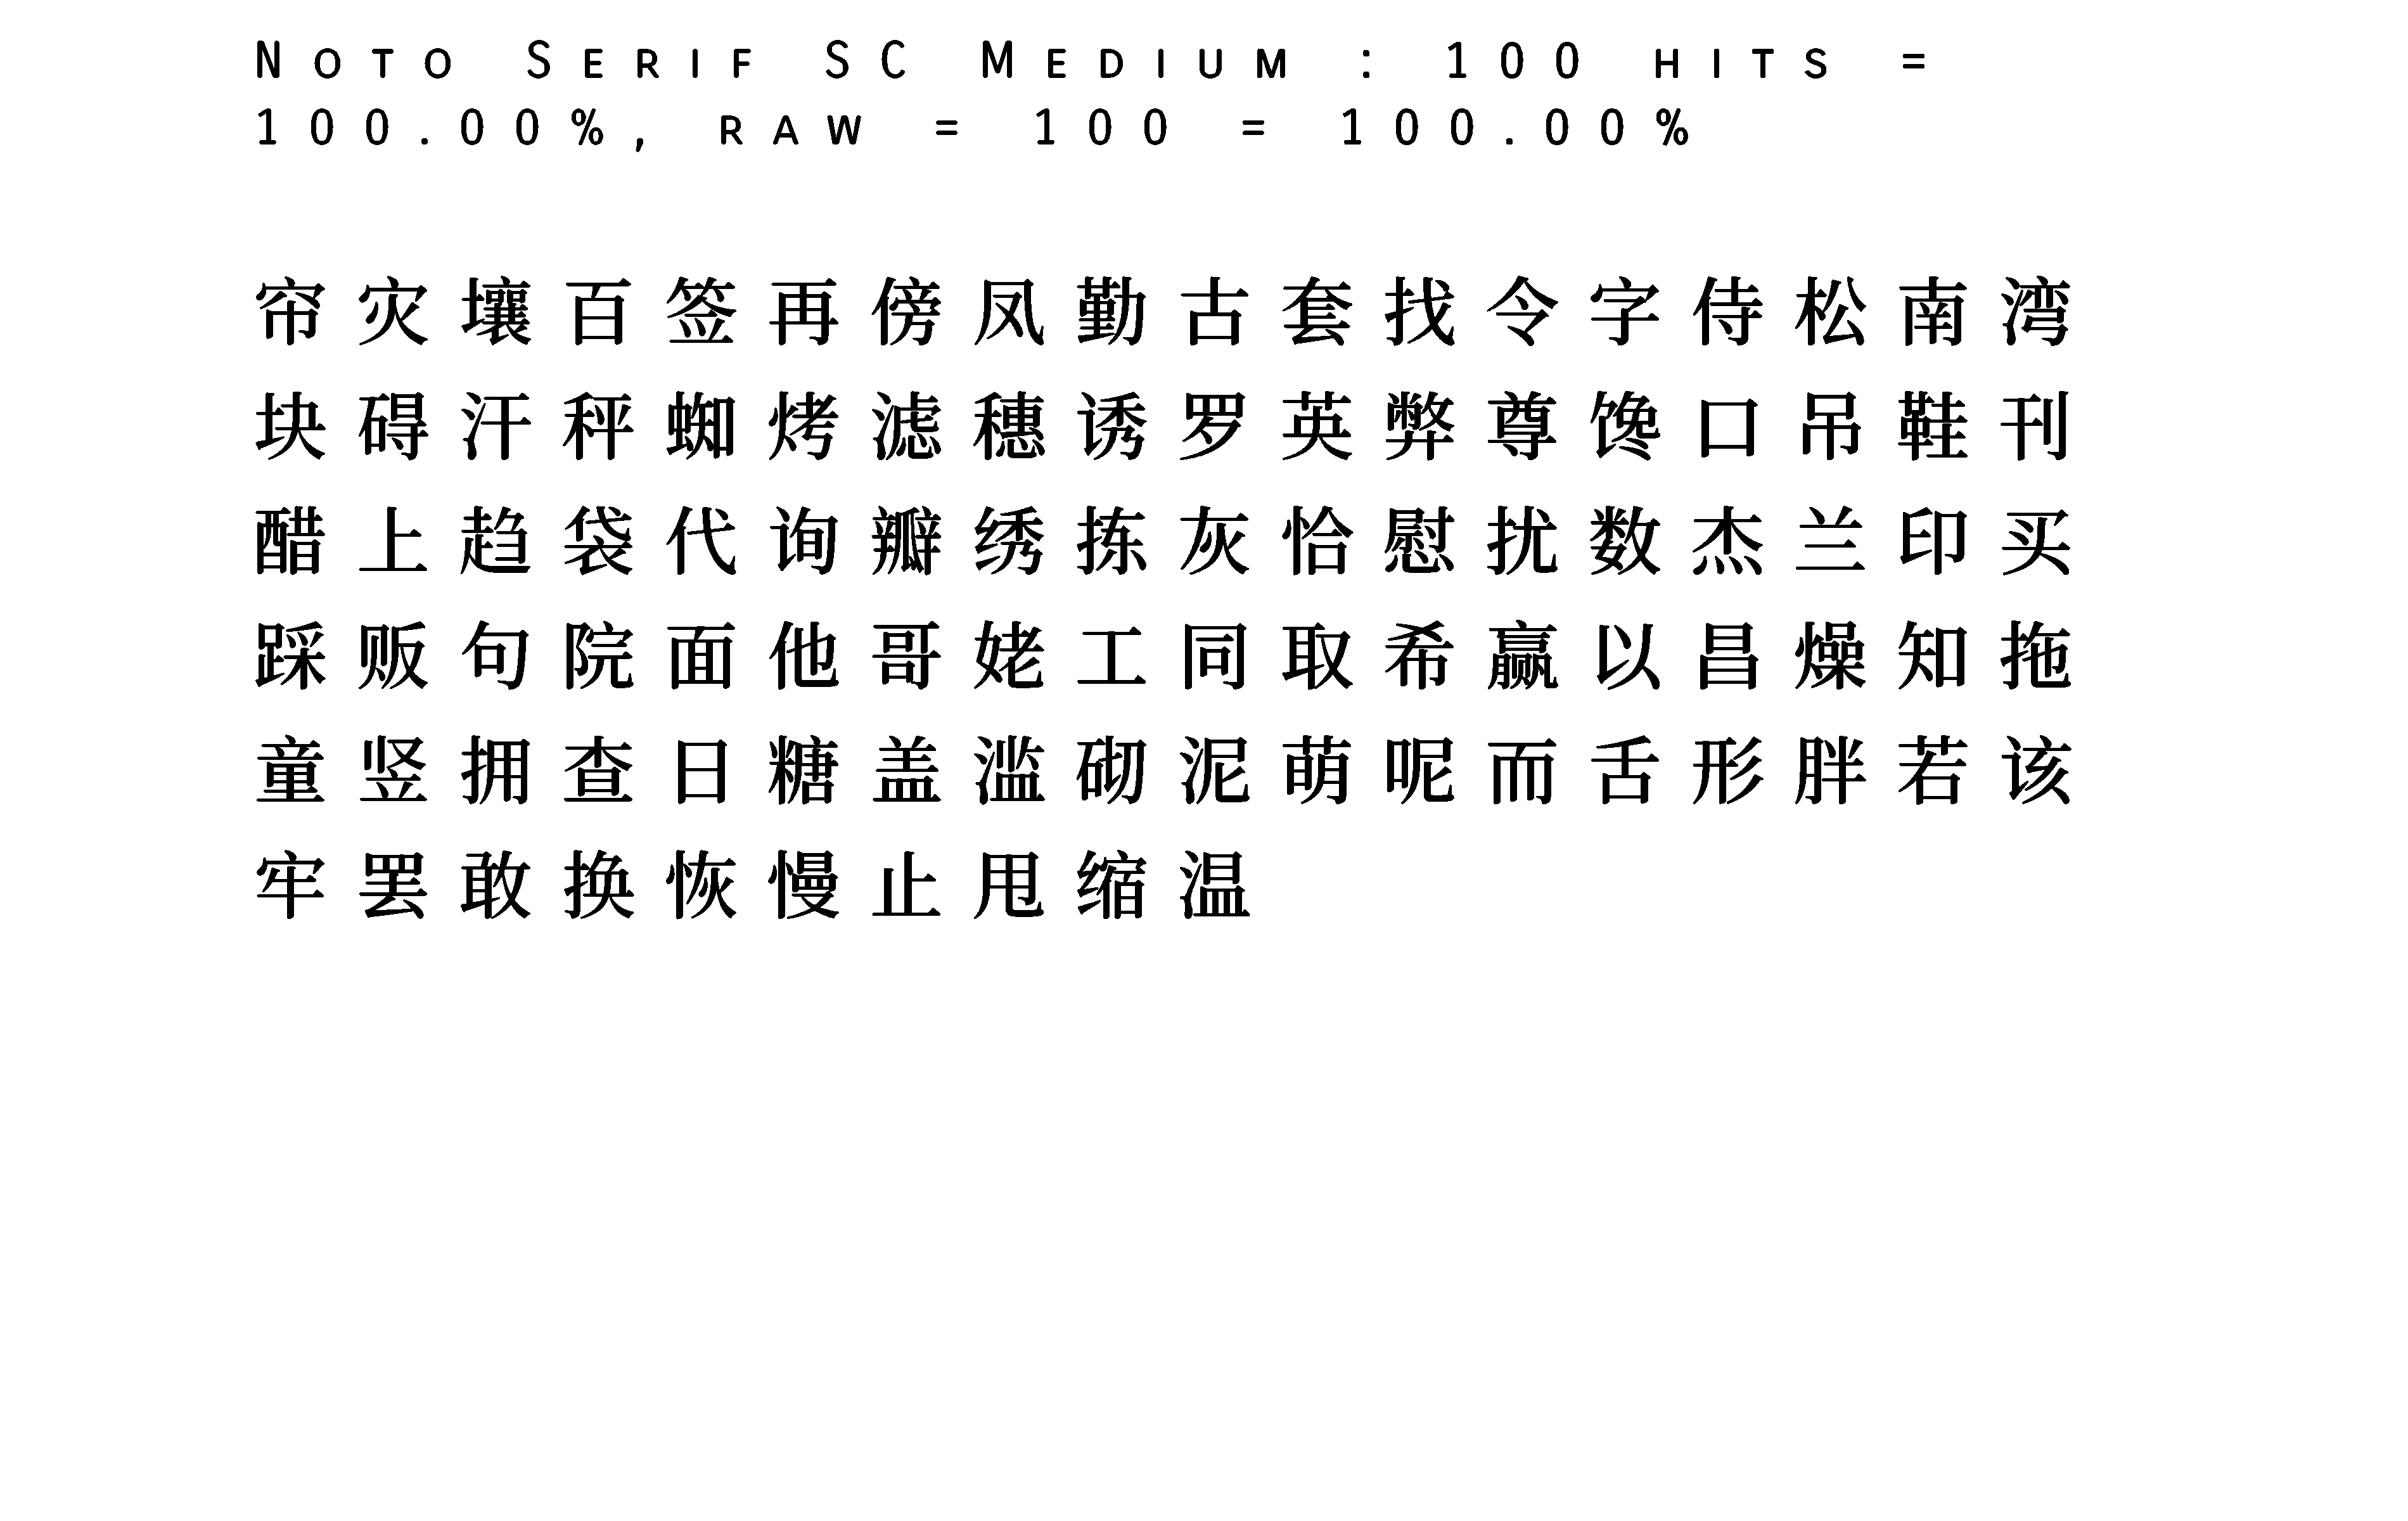 Noto Serif SC Medium : 100 hits =
100.00%, raw = 100 = 100.00%
帘灾壤百签再傍凤勤古套找令字侍松南湾
块碍汗秤蜘烤滤穗诱罗英弊尊馋口吊鞋刊
醋上趋袋代询瓣绣拣灰恰慰扰数杰兰印买
踩贩句院面他哥姥工同取希赢以昌燥知拖
童竖拥查日糖盖滥砌泥萌呢而舌形胖若该
牢罢敢换恢慢止甩缩温